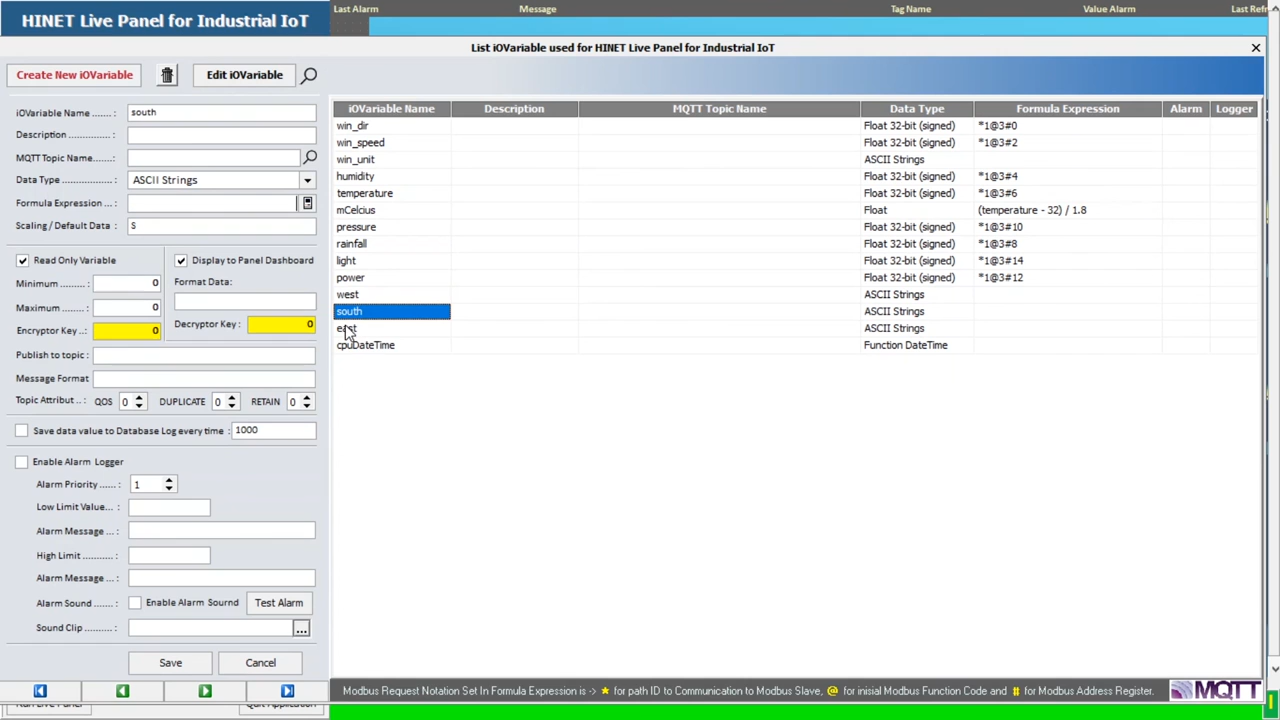 HINET Live Panel for Industrial IoT
Last Alarm Message Tag Name Value Alarm Last Refr
List iOVariable used for HINET Live Panel for Industrial IoT
Create New iOVariable Edit iOVariable
iOVariable Name ...... : south
Description............... :
MQTT Topic Name......:
Data Type ................. : ASCII Strings
Formula Expression ... :
Scaling / Default Data : S
Read Only Variable Display to Panel Dashboard
Minimum ............ : 0 Format Data:
Maximum ........... : 0
Encryptor Key ..: 0 Decryptor Key : 0
Publish to topic :
Message Format
Topic Attribut .. : QOS 0 DUPLICATE 0 RETAIN 0
Save data value to Database Log every time : 1000
Enable Alarm Logger
Alarm Priority ...... : 1
Low Limit Value... :
Alarm Message ... :
High Limit ........... :
Alarm Message ... :
Alarm Sound ....... : Enable Alarm Sournd Test Alarm
Sound Clip .......... : ...
Save Cancel
iOVariable Name Description MQTT Topic Name Data Type Formula Expression Alarm Logger
win_dir Float 32-bit (signed) *1@3#0
win_speed Float 32-bit (signed) *1@3#2
win_unit ASCII Strings
humidity Float 32-bit (signed) *1@3#4
temperature Float 32-bit (signed) *1@3#6
mCelcius Float (temperature - 32) / 1.8
pressure Float 32-bit (signed) *1@3#10
rainfall Float 32-bit (signed) *1@3#8
light Float 32-bit (signed) *1@3#14
power Float 32-bit (signed) *1@3#12
west ASCII Strings
south ASCII Strings
east ASCII Strings
cpuDateTime Function DateTime
Modbus Request Notation Set In Formula Expression is -> * for path ID to Communication to Modbus Slave, @ for inisial Modbus Function Code and # for Modbus Address Register.
MQTT
Run Live Panel Quit Application